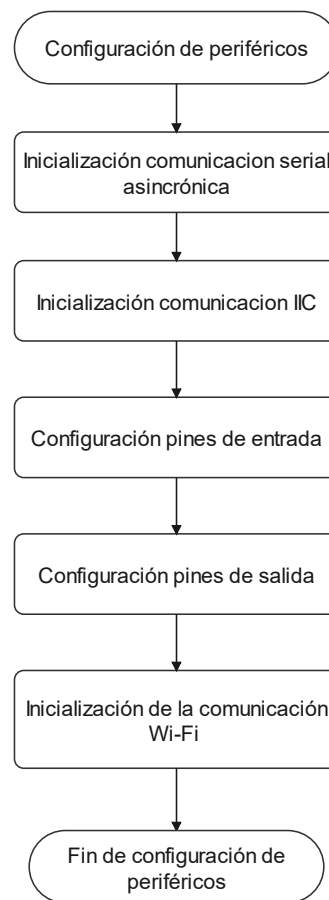 Configuración de periféricos
Inicialización comunicacion serial
asincrónica
Inicialización comunicacion IIC
Configuración pines de entrada
Configuración pines de salida
Inicialización de la comunicación
Wi-Fi
Fin de configuración de
periféricos